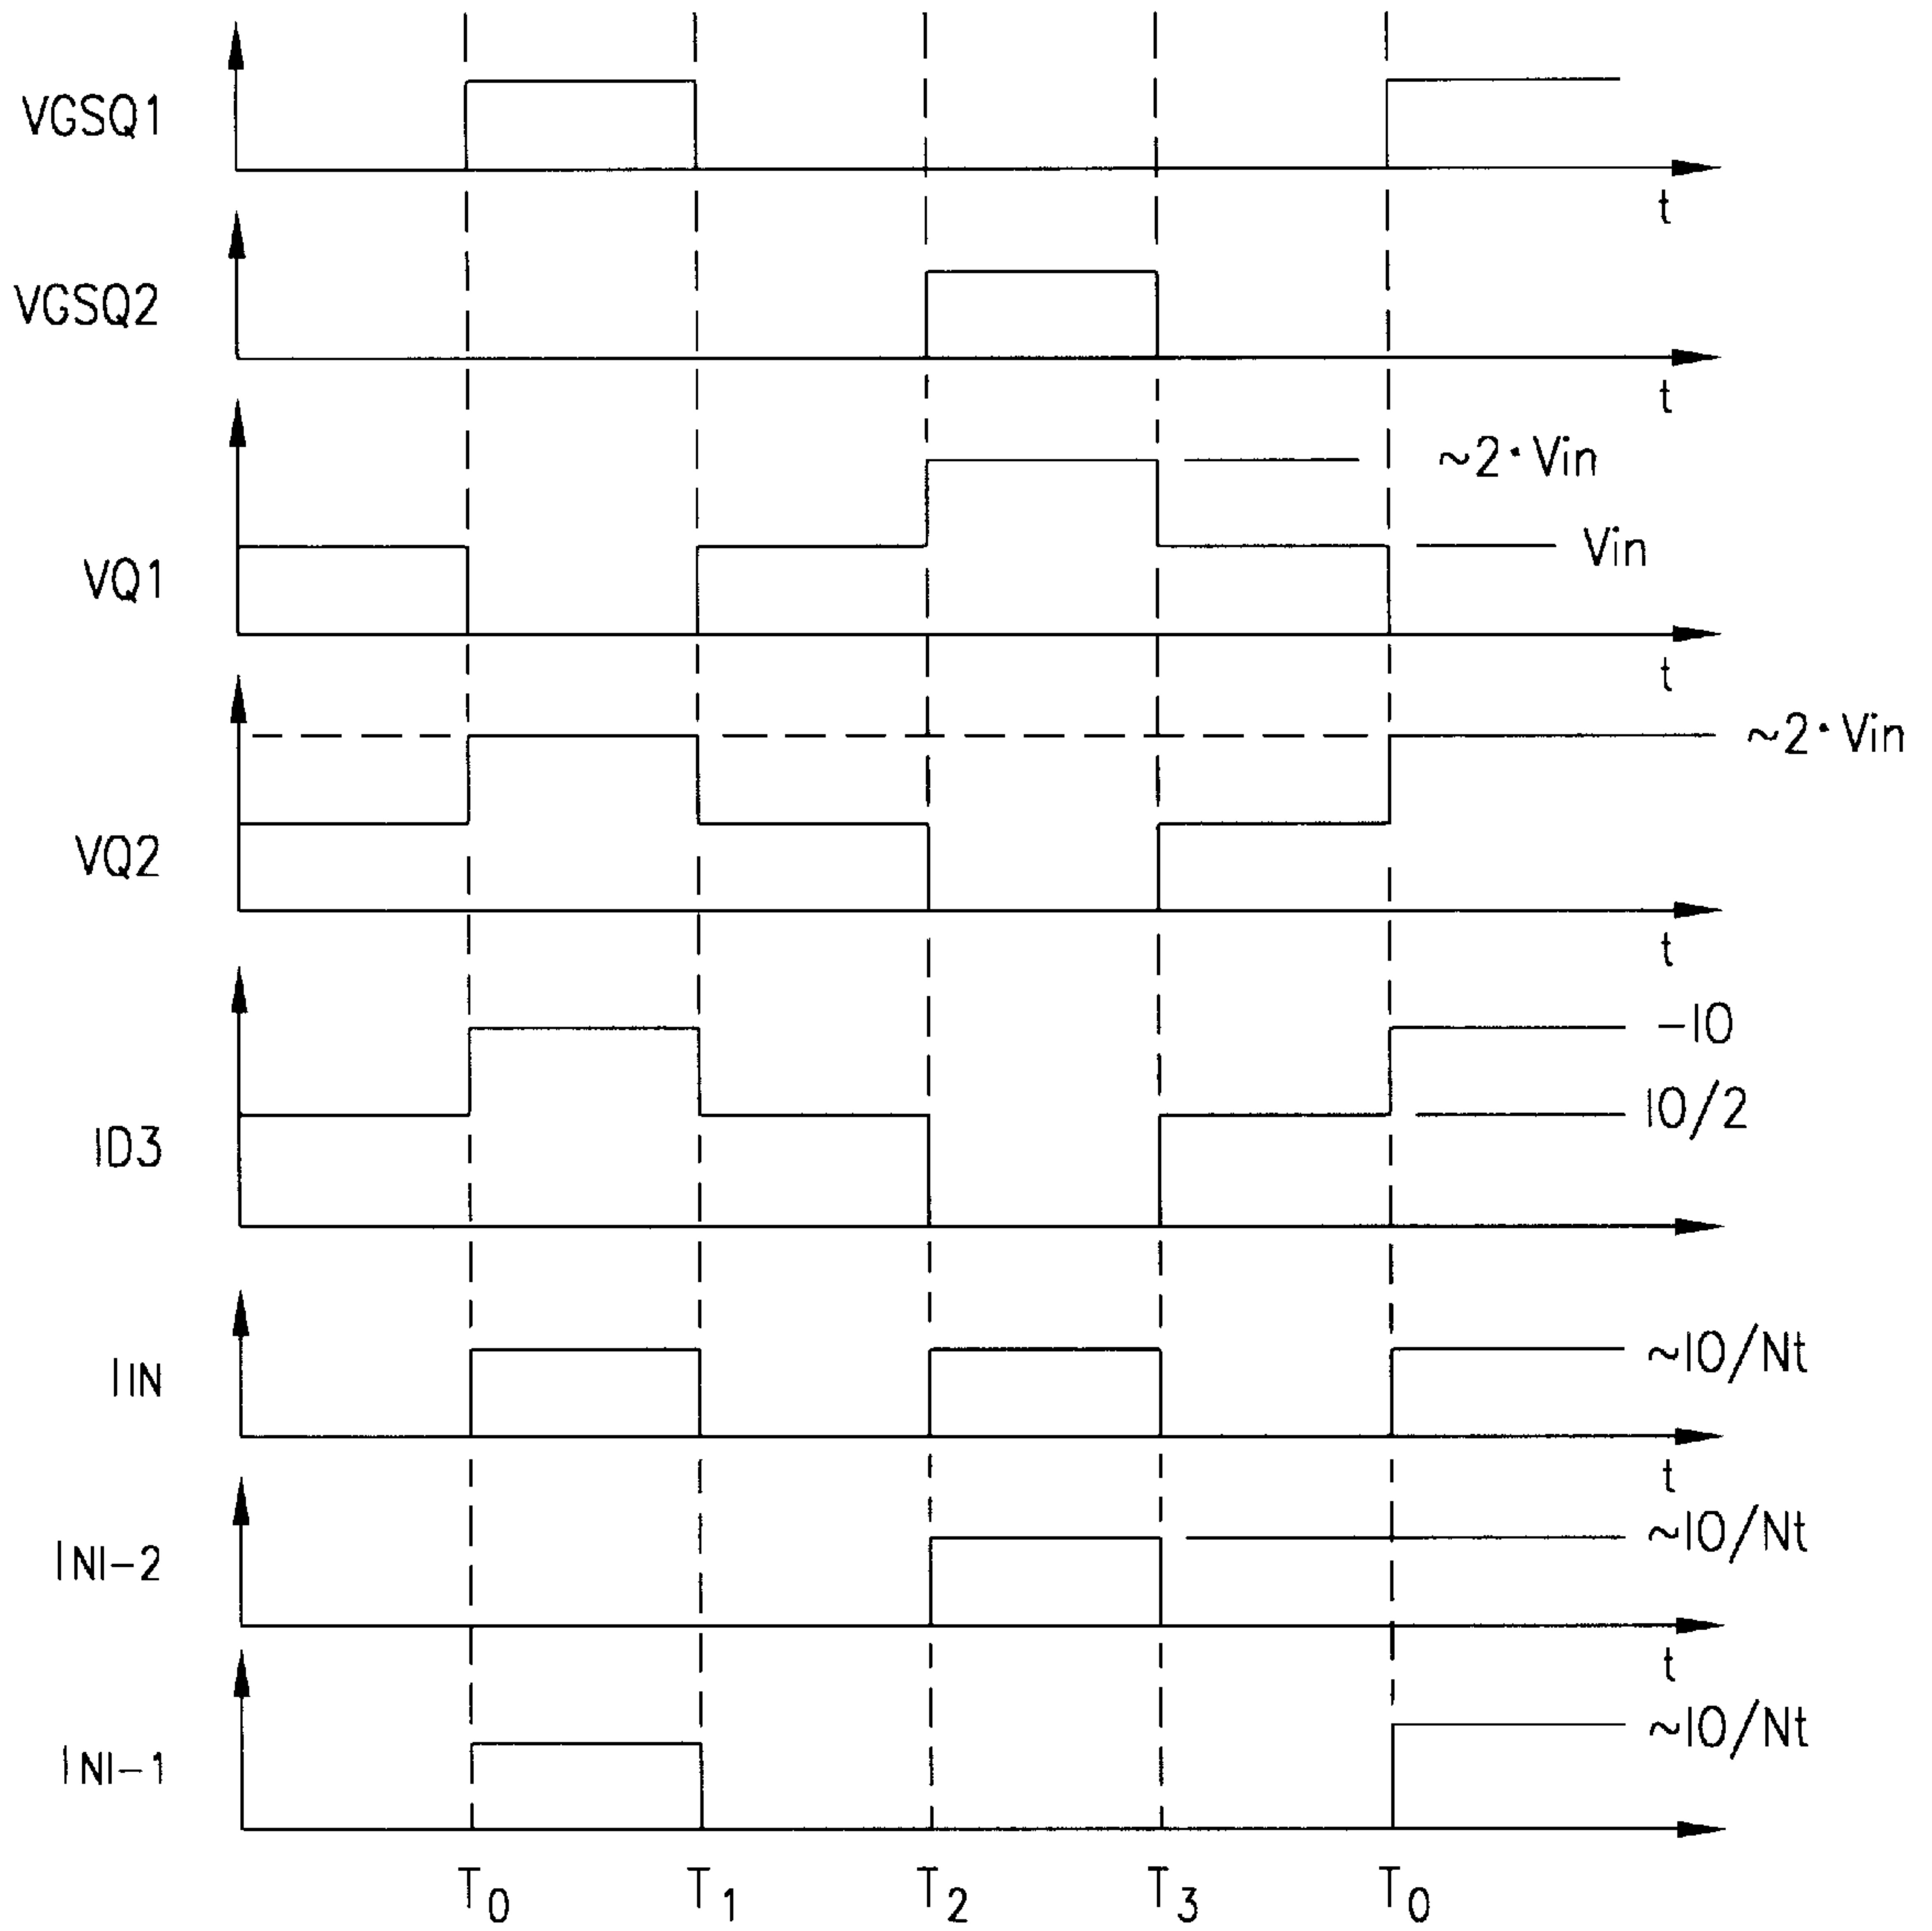 VGSQ1
t
VGSQ2
t
~2·Vin
Vin
VQ1
t
~2·Vin
VQ2
t
-IO
IO/2
ID3
~IO/Nt
IIN
t
~IO/Nt
INI-2
t
~IO/Nt
INI-1
T0 T1 T2 T3 T0